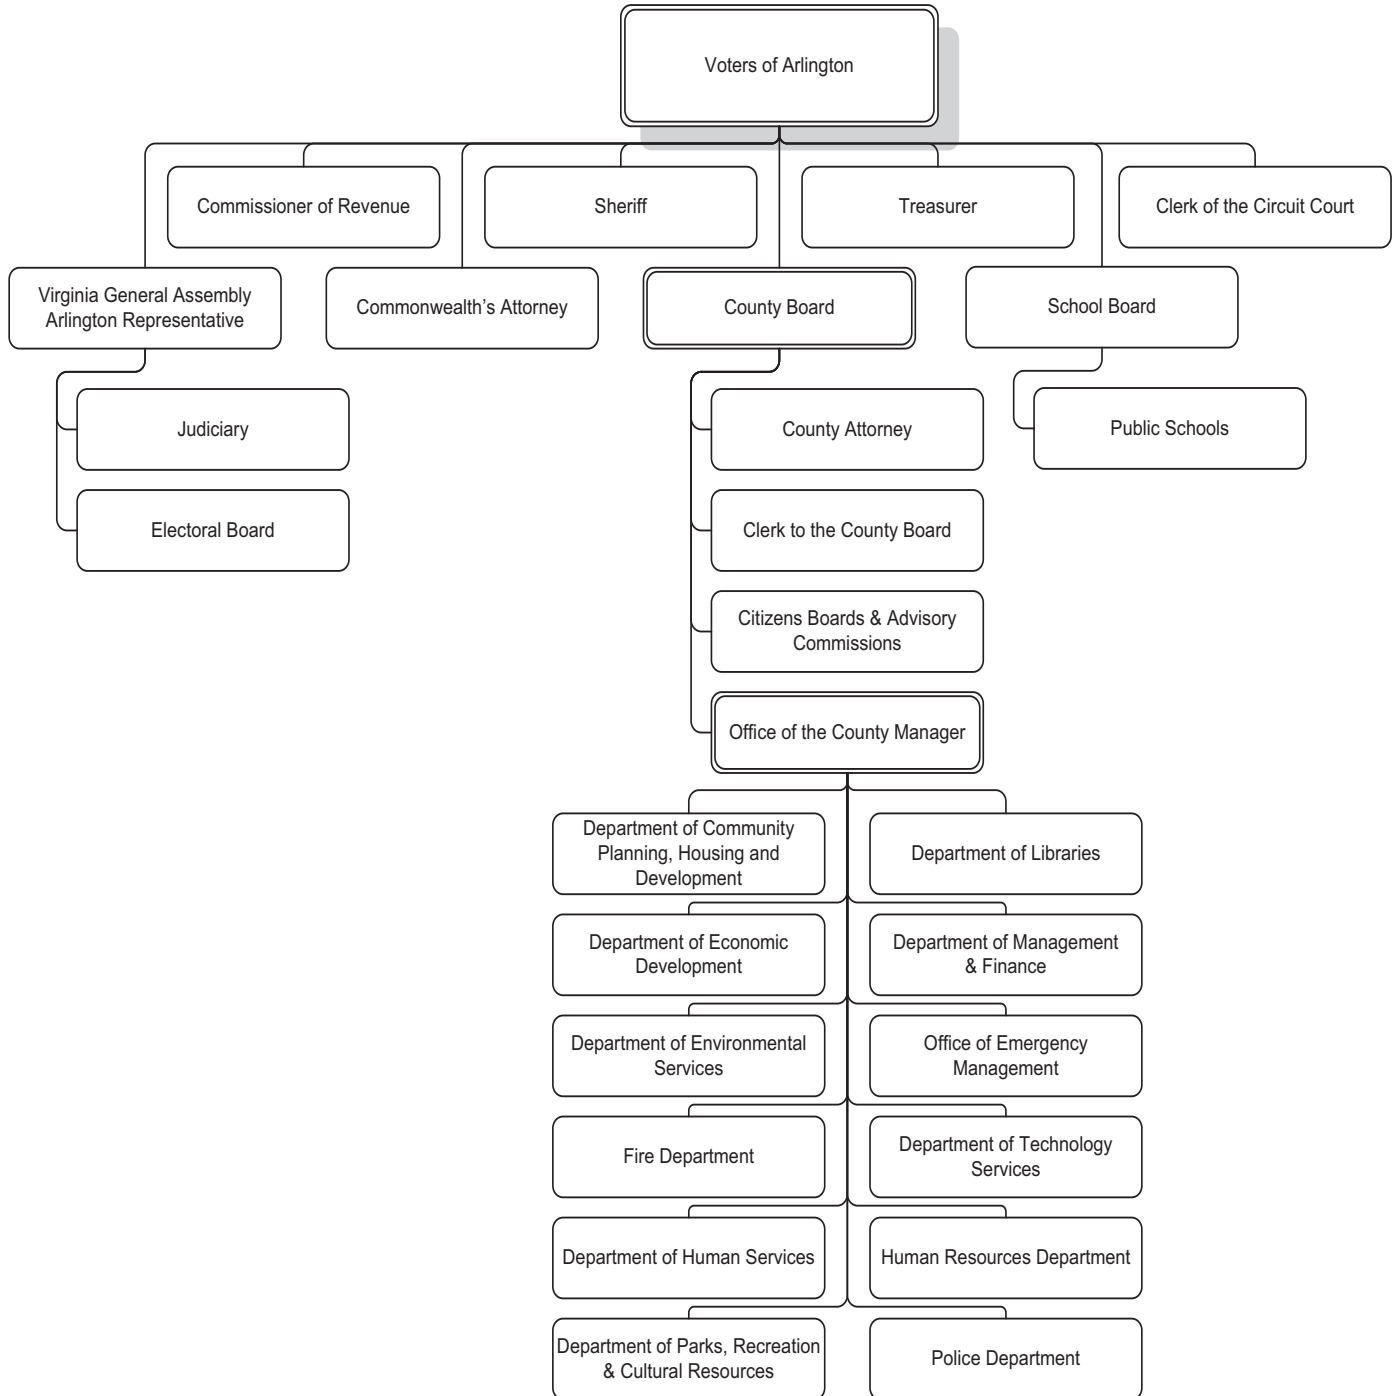 Voters of Arlington
Commissioner of Revenue
Sheriff
Treasurer
Clerk of the Circuit Court
Virginia General Assembly
Arlington Representative
Commonwealth's Attorney
County Board
School Board
Judiciary
County Attorney
Public Schools
Electoral Board
Clerk to the County Board
Citizens Boards & Advisory
Commissions
Office of the County Manager
Department of Community
Planning, Housing and
Development
Department of Libraries
Department of Economic
Development
Department of Management
& Finance
Department of Environmental
Services
Office of Emergency
Management
Fire Department
Department of Technology
Services
Department of Human Services
Human Resources Department
Department of Parks, Recreation
& Cultural Resources
Police Department